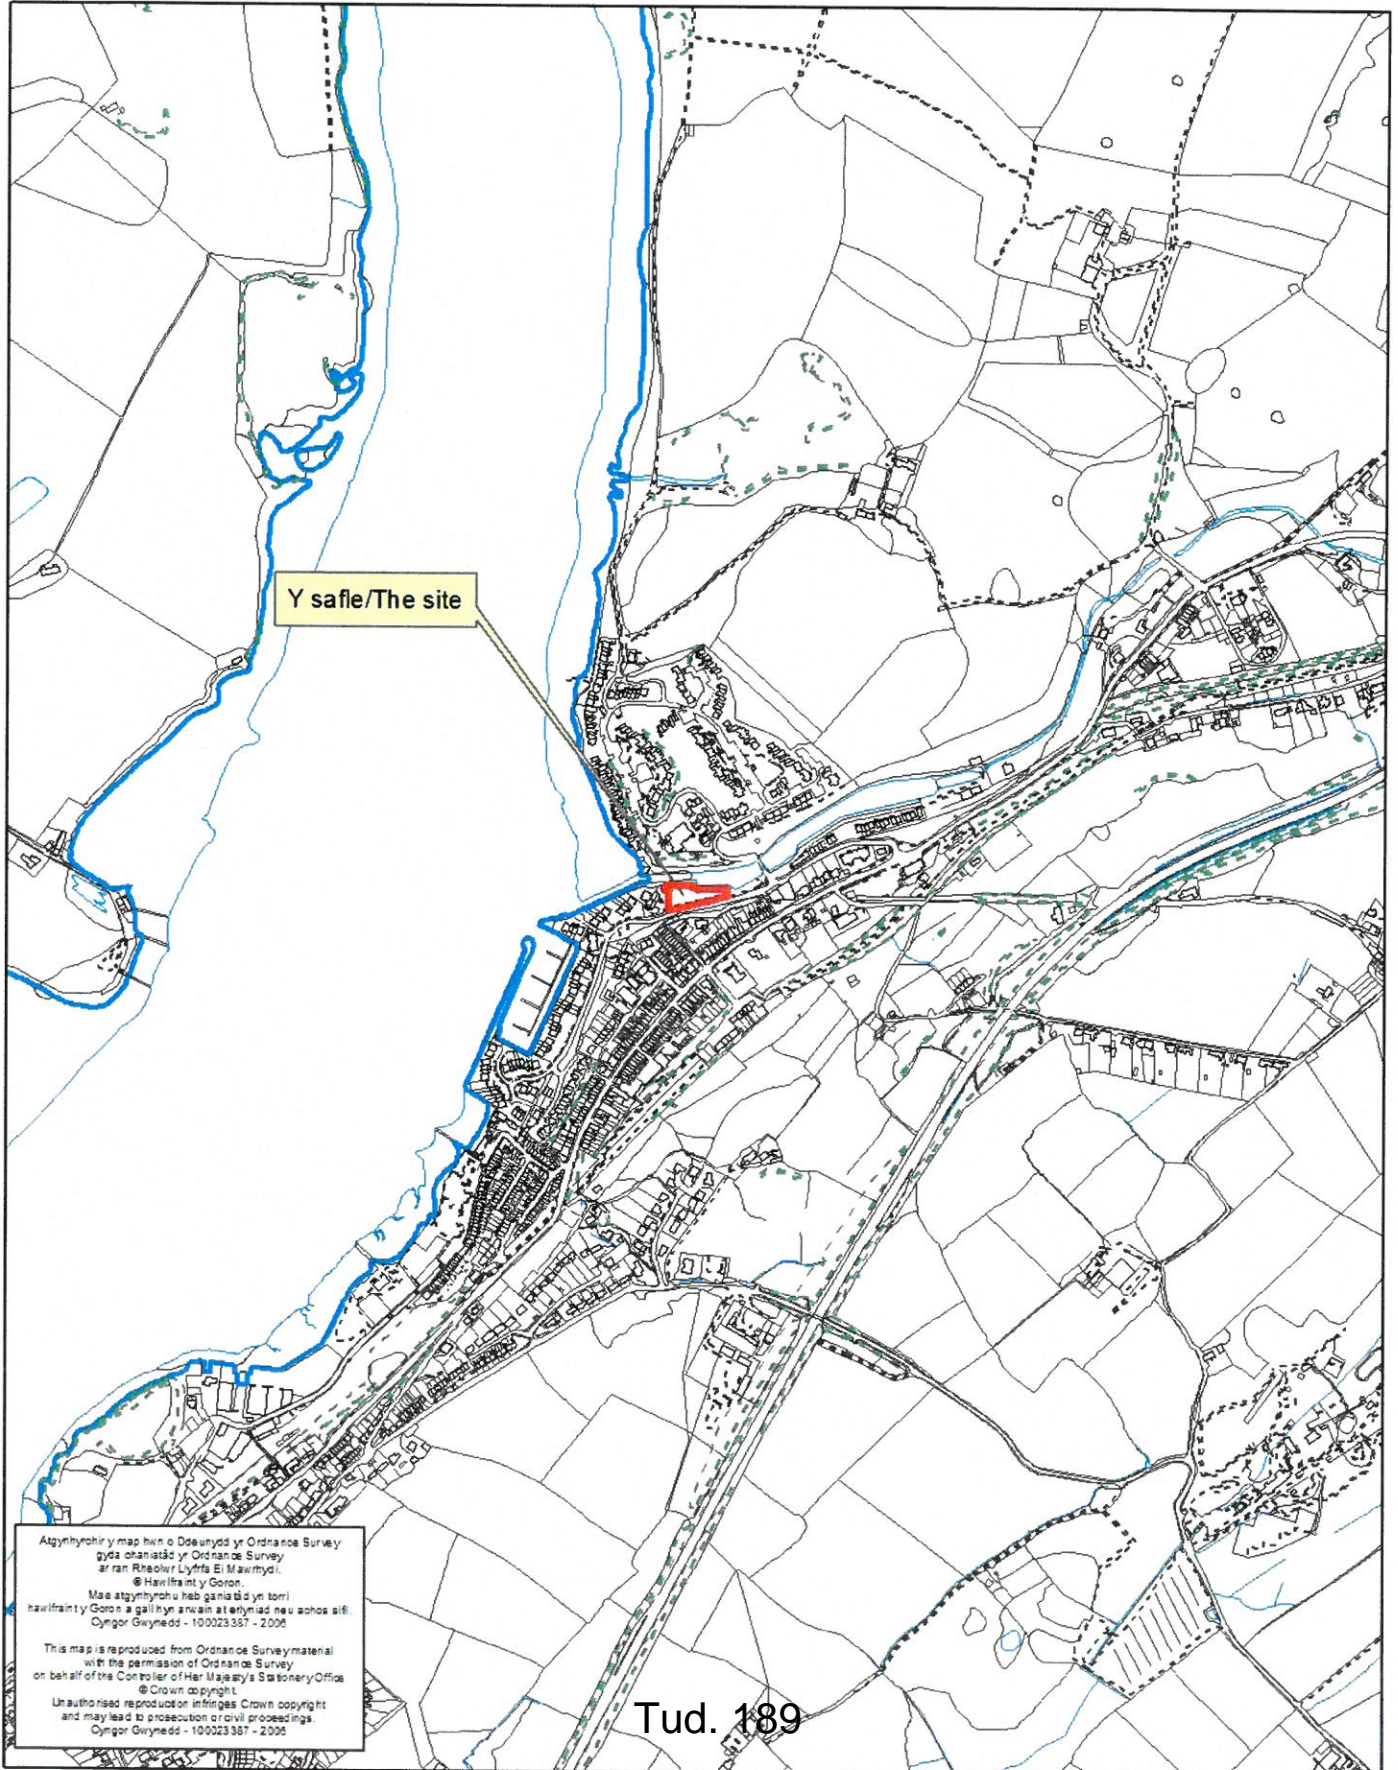 Y safle/The site
Atgynhyrchir y map hwn o Ddeunydd yr Ordnance Survey
gyda chaniatâd yr Ordnance Survey
ar ran Rheolwr Llyfrfa Ei Mawrhydi.
© Hawlfraint y Goron.
Mae atgynhyrchu heb ganiatâd yn torri
hawlfraint y Goron a gall hyn arwain at erlyniad neu achos sifil.
Cyngor Gwynedd - 100023387 - 2006
This map is reproduced from Ordnance Survey material
with the permission of Ordnance Survey
on behalf of the Controller of Her Majesty's Stationery Office
© Crown copyright.
Unauthorised reproduction infringes Crown copyright
and may lead to prosecution or civil proceedings.
Cyngor Gwynedd - 100023387 - 2006
Tud. 189